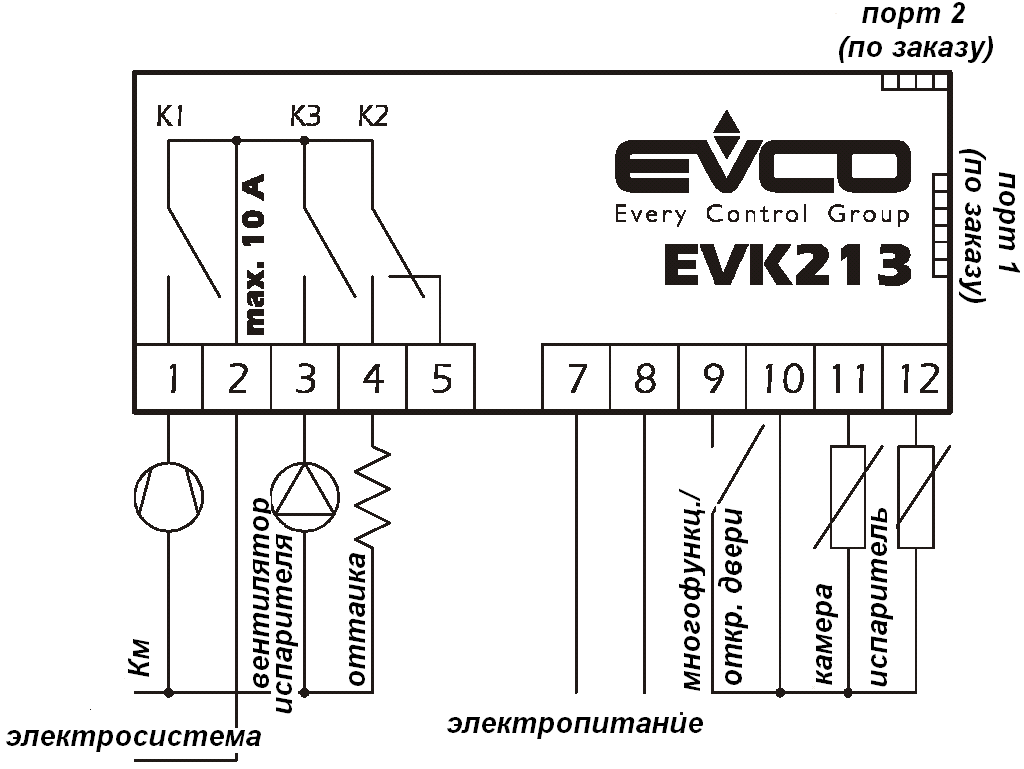 порт 2
(по заказу)
K1
K3
K2
max. 10 A
EVCO
Every Control Group
EVK213
порт 1
(по заказу)
1
2
3
4
5
7
8
9
10
11
12
Км
вентилятор
испарителя
оттаика
многофункц./
откр. двери
камера
испаритель
электросистема
электропитание